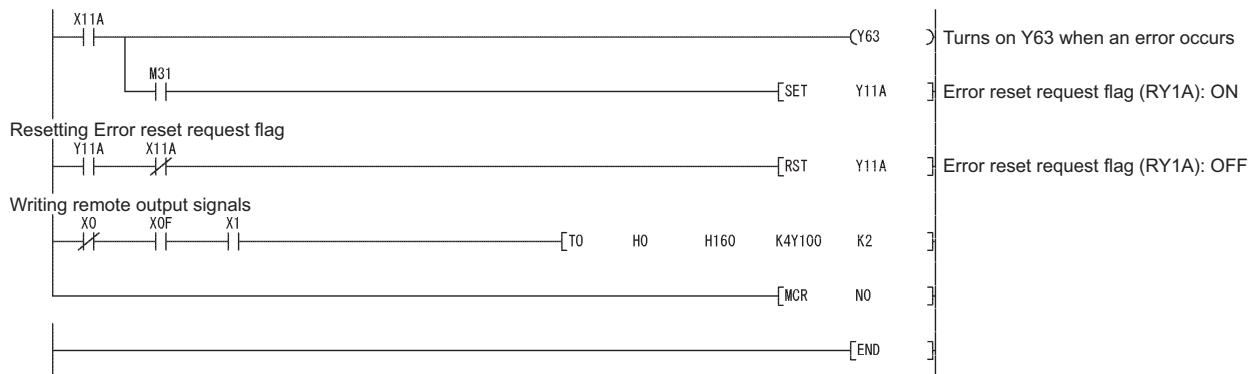 X11A
Y63 Turns on Y63 when an error occurs
M31
SET Y11A Error reset request flag (RY1A): ON
Resetting Error reset request flag
Y11A X11A
RST Y11A Error reset request flag (RY1A): OFF
Writing remote output signals
X0 X0F X1
TO H0 H160 K4Y100 K2
MCR N0
END